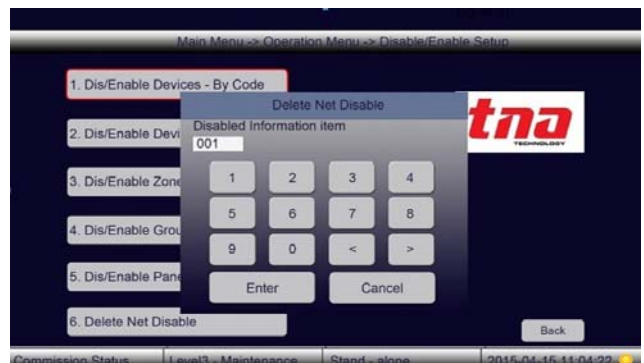 Main Menu -> Operation Menu -> Disable/Enable Setup
1. Dis/Enable Devices - By Code
Delete Net Disable
Disabled Information item
001
tna
TECHNOLOGY
2. Dis/Enable Devi
3. Dis/Enable Zone
4. Dis/Enable Grou
5. Dis/Enable Pane
6. Delete Net Disable
1 2 3 4
5 6 7 8
9 0 < >
Enter Cancel
Back
Commission Status Level3 - Maintenance Stand - alone 2015-04-15 11:04:22